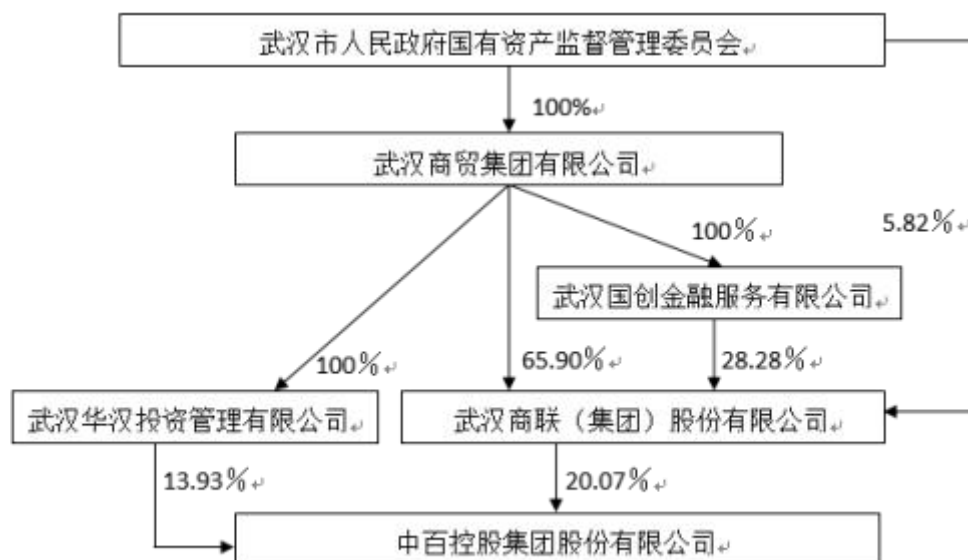 武汉市人民政府国有资产监督管理委员会
100%
武汉商贸集团有限公司
100%
5.82%
武汉国创金融服务有限公司
100%
65.90%
28.28%
武汉华汉投资管理有限公司
武汉商联（集团）股份有限公司
13.93%
20.07%
中百控股集团股份有限公司